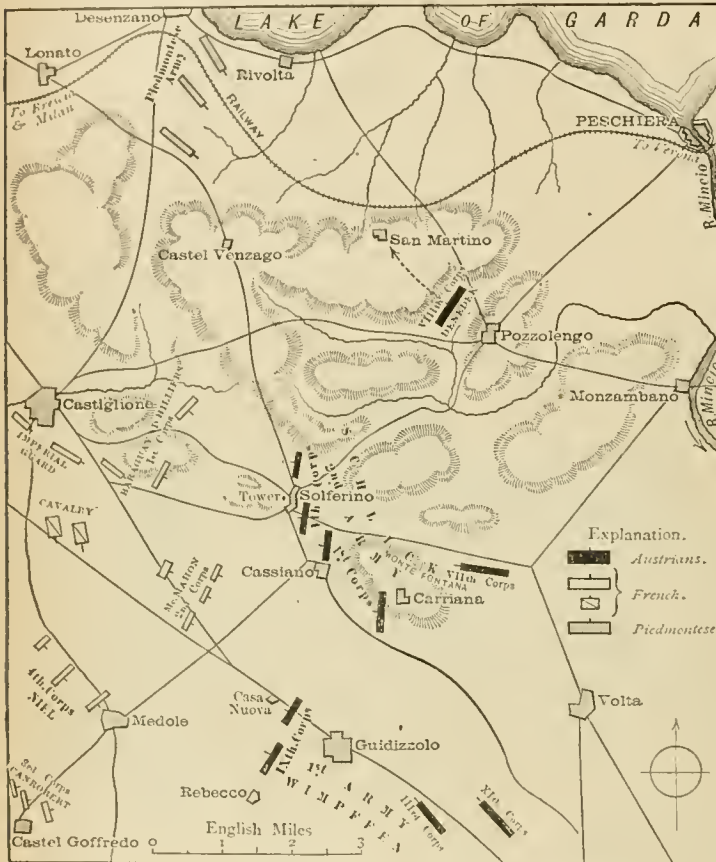 LAKE OF GARDA
Desenzano
Lonato
Piedmontese
Army
Rivolta
RAILWAY
To Brescia
& Milan
PESCHIERA
To Verona
R. Mincio
San Martino
Castel Venzago
VIIIth Corps
BENEDEK
Pozzolengo
Monzambano
R. Mincio
Castiglione
IMPERIAL
GUARD
BARAGUAY D'HILLIERS
1st Corps
CAVALRY
Tower
Solferino
Vth Corps
2nd ARMY
SCHLICK
Cassiano
1st Corps
MONTE FONTANA
VIIth Corps
Carriana
McMAHON
2nd Corps
Explanation.
Austrians.
French.
Piedmontese
4th. Corps
NIEL
Medole
Casa
Nuova
IXth. Corps
Guidizzolo
Volta
3rd Corps
CANROBERT
Rebecco
1st ARMY
WIMPFEN
IIIrd Corps
XIth. Corps
Castel Goffredo
English Miles
0 1 2 3 4